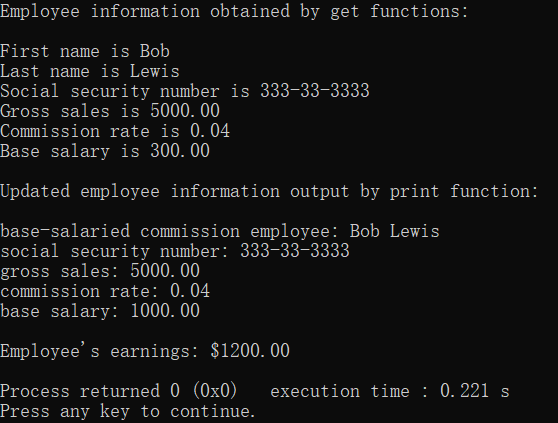 Employee information obtained by get functions:
First name is Bob
Last name is Lewis
Social security number is 333-33-3333
Gross sales is 5000.00
Commission rate is 0.04
Base salary is 300.00
Updated employee information output by print function:
base-salaried commission employee: Bob Lewis
social security number: 333-33-3333
gross sales: 5000.00
commission rate: 0.04
base salary: 1000.00
Employee's earnings: $1200.00
Process returned 0 (0x0)   execution time : 0.221 s
Press any key to continue.